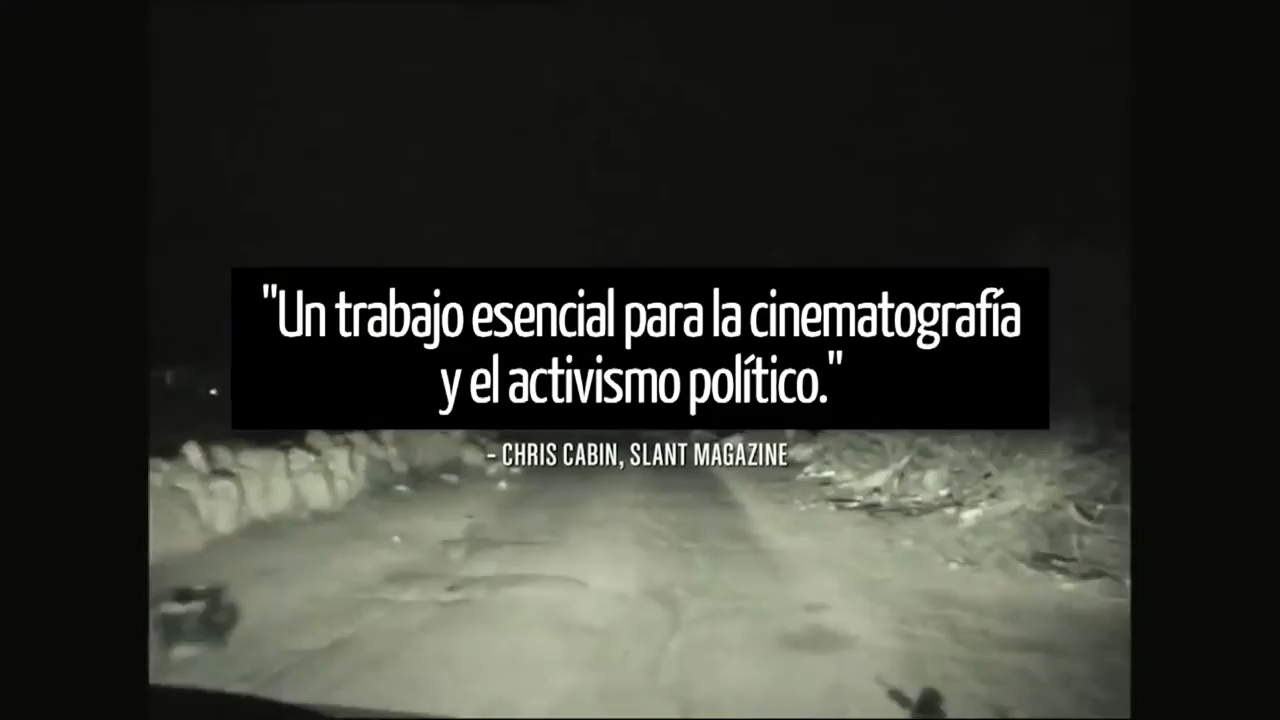 "Un trabajo esencial para la cinematografía
y el activismo político."
- CHRIS CABIN, SLANT MAGAZINE